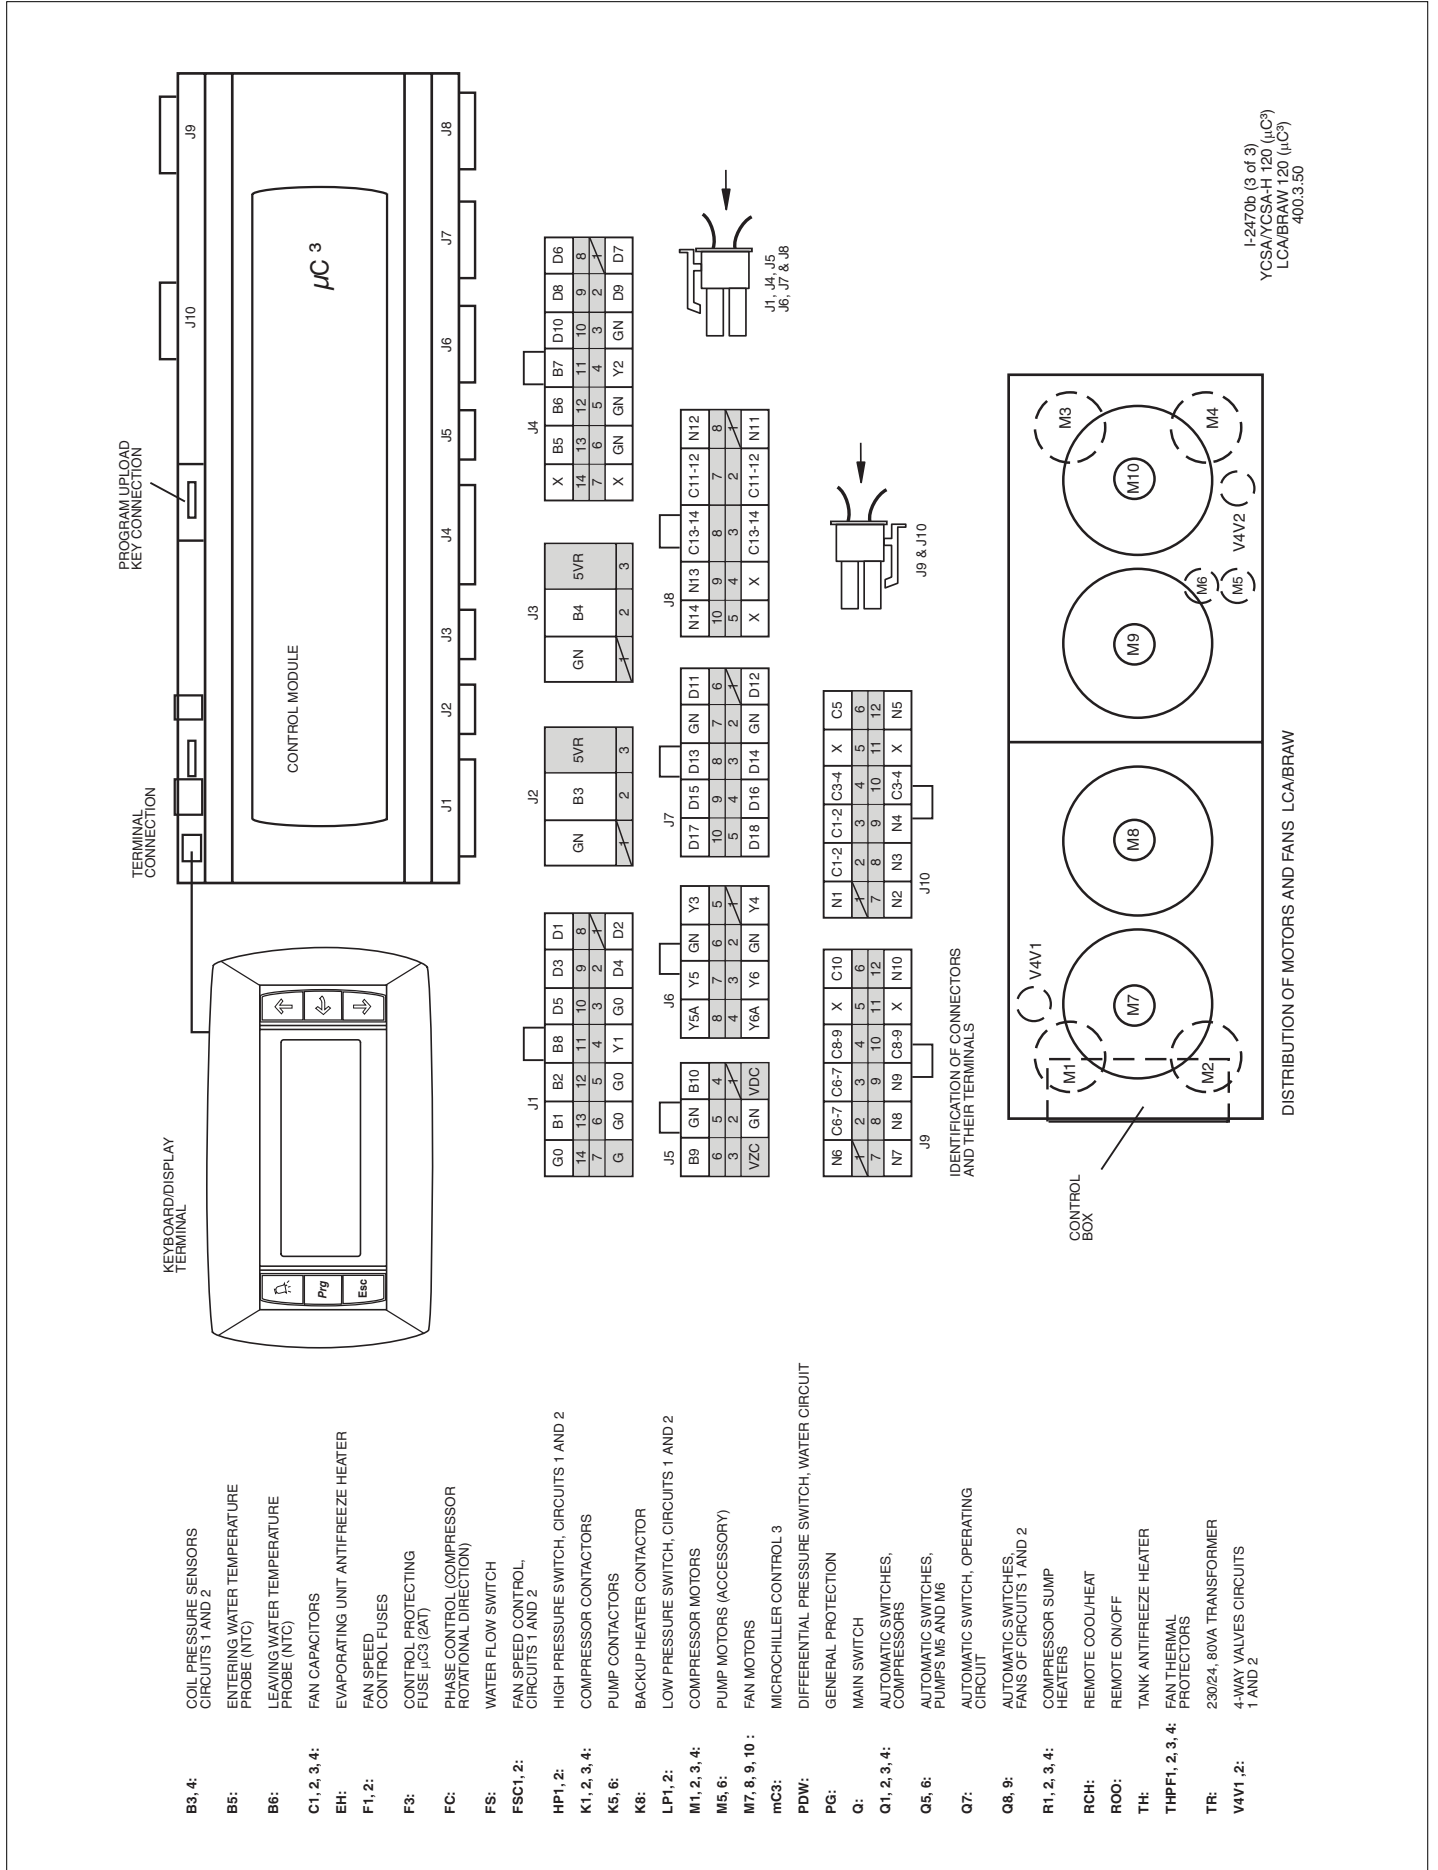 B3, 4: COIL PRESSURE SENSORS
CIRCUITS 1 AND 2
B5: ENTERING WATER TEMPERATURE
PROBE (NTC)
B6: LEAVING WATER TEMPERATURE
PROBE (NTC)
C1, 2, 3, 4: FAN CAPACITORS
EH: EVAPORATING UNIT ANTIFREEZE HEATER
F1, 2: FAN SPEED
CONTROL FUSES
F3: CONTROL PROTECTING
FUSE µC3 (2AT)
FC: PHASE CONTROL (COMPRESSOR
ROTATIONAL DIRECTION)
FS: WATER FLOW SWITCH
FSC1, 2: FAN SPEED CONTROL,
CIRCUITS 1 AND 2
HP1, 2: HIGH PRESSURE SWITCH, CIRCUITS 1 AND 2
K1, 2, 3, 4: COMPRESSOR CONTACTORS
K5, 6: PUMP CONTACTORS
K8: BACKUP HEATER CONTACTOR
LP1, 2: LOW PRESSURE SWITCH, CIRCUITS 1 AND 2
M1, 2, 3, 4: COMPRESSOR MOTORS
M5, 6: PUMP MOTORS (ACCESSORY)
M7, 8, 9, 10 : FAN MOTORS
mC3: MICROCHILLER CONTROL 3
PDW: DIFFERENTIAL PRESSURE SWITCH, WATER CIRCUIT
PG: GENERAL PROTECTION
Q: MAIN SWITCH
Q1, 2, 3, 4: AUTOMATIC SWITCHES,
COMPRESSORS
Q5, 6: AUTOMATIC SWITCHES,
PUMPS M5 AND M6
Q7: AUTOMATIC SWITCH, OPERATING
CIRCUIT
Q8, 9: AUTOMATIC SWITCHES,
FANS OF CIRCUITS 1 AND 2
R1, 2, 3, 4: COMPRESSOR SUMP
HEATERS
RCH: REMOTE COOL/HEAT
ROO: REMOTE ON/OFF
TH: TANK ANTIFREEZE HEATER
THPF1, 2, 3, 4: FAN THERMAL
PROTECTORS
TR: 230/24, 80VA TRANSFORMER
V4V1 ,2: 4-WAY VALVES CIRCUITS
1 AND 2
KEYBOARD/DISPLAY
TERMINAL
Prg
Esc
TERMINAL
CONNECTION
PROGRAM UPLOAD
KEY CONNECTION
J10 J9
CONTROL MODULE
µC ³
J1 J2 J3 J4 J5 J6 J7 J8
J1
G0 B1 B2 B8 D5 D3 D1
14 13 12 11 10 9 8
7 6 5 4 3 2 1
G G0 G0 Y1 G0 D4 D2
J2
GN B3 5VR
1 2 3
J3
GN B4 5VR
1 2 3
J4
X B5 B6 B7 D10 D8 D6
14 13 12 11 10 9 8
7 6 5 4 3 2 1
X GN GN Y2 GN D9 D7
J5
B9 GN B10
6 5 4
3 2 1
VZC GN VDC
J6
Y5A Y5 GN Y3
8 7 6 5
4 3 2 1
Y6A Y6 GN Y4
J7
D17 D15 D13 GN D11
10 9 8 7 6
5 4 3 2 1
D18 D16 D14 GN D12
J8
N14 N13 C13-14 C11-12 N12
10 9 8 7 8
5 4 3 2 1
X X C13-14 C11-12 N11
J1, J4, J5
J6, J7 & J8
N6 C6-7 C6-7 C8-9 X C10
1 2 3 4 5 6
7 8 9 10 11 12
N7 N8 N9 C8-9 X N10
J9
N1 C1-2 C1-2 C3-4 X C5
1 2 3 4 5 6
7 8 9 10 11 12
N2 N3 N4 C3-4 X N5
J10
J9 & J10
IDENTIFICATION OF CONNECTORS
AND THEIR TERMINALS
CONTROL
BOX
V4V1
M1
M2
M7
M8
M9
M6
M5
M10
M3
M4
V4V2
DISTRIBUTION OF MOTORS AND FANS LCA/BRAW
I-2470b (3 of 3)
YCSA/YCSA-H 120 (µC³)
LCA/BRAW 120 (µC³)
400.3.50